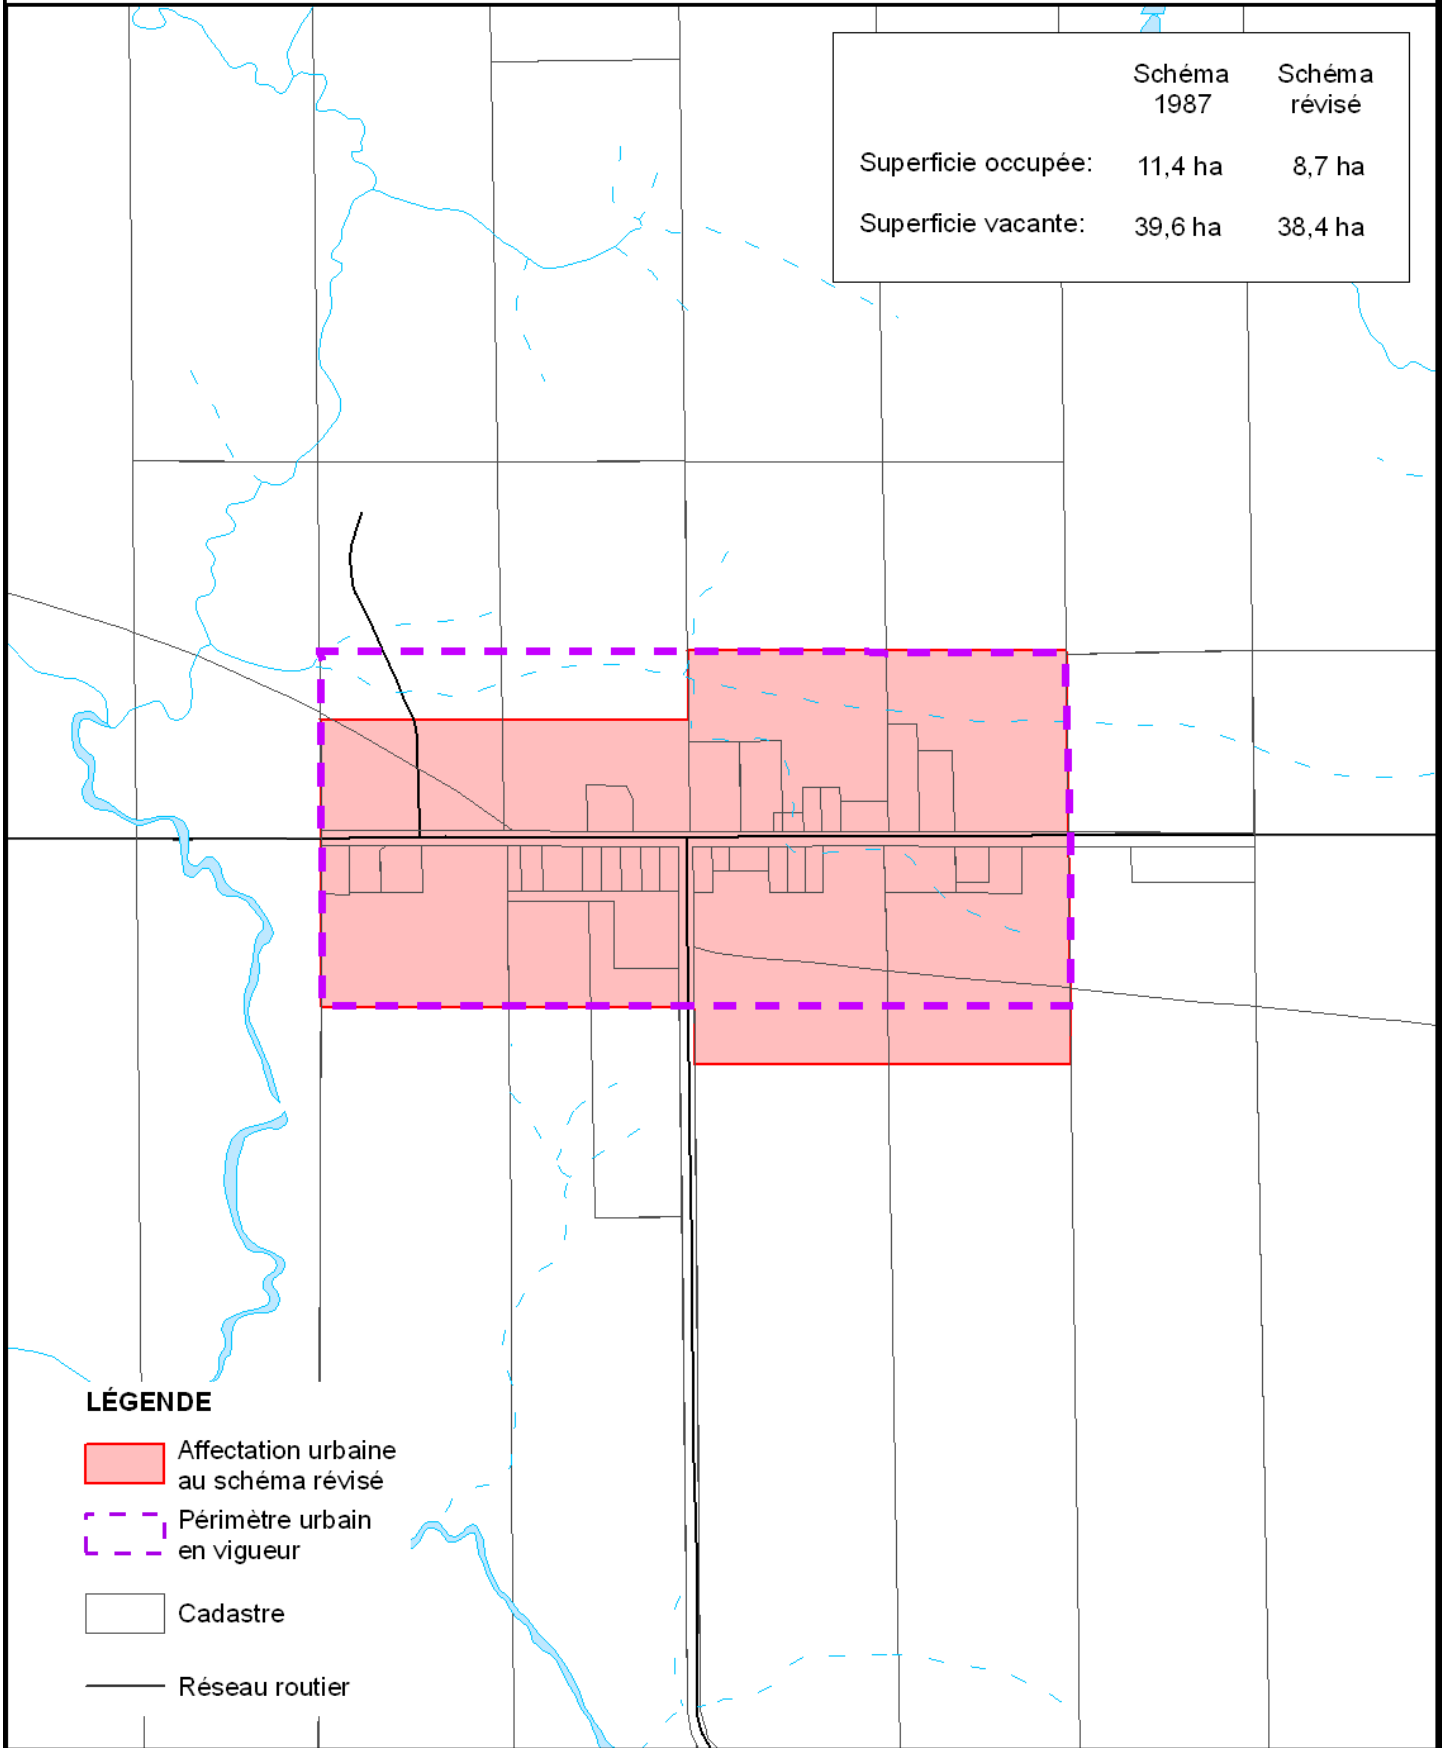 Schéma 1987
Schéma révisé
Superficie occupée: 11,4 ha 8,7 ha
Superficie vacante: 39,6 ha 38,4 ha
LÉGENDE
Affectation urbaine
au schéma révisé
Périmètre urbain
en vigueur
Cadastre
Réseau routier